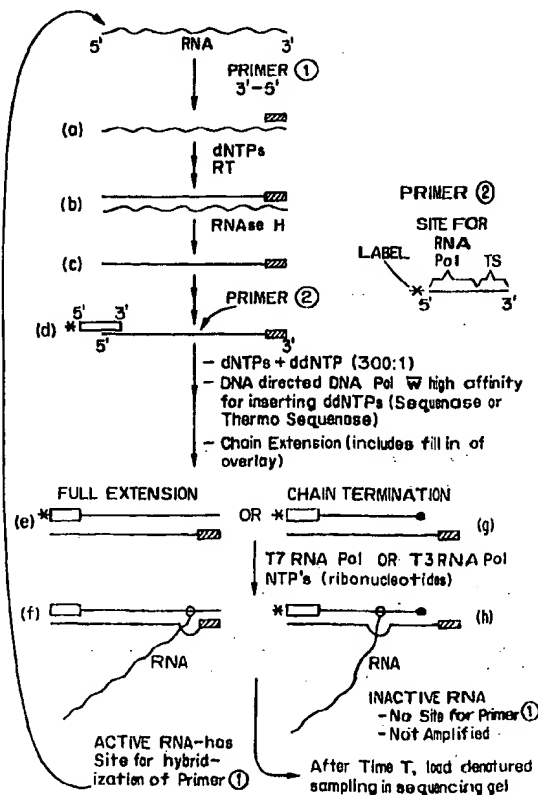 5' RNA 3'
PRIMER ①
3'-5'
(a)
dNTPs
RT
(b)
RNAse H
(c)
PRIMER ②
(d) * 5' 3'
5' 3'
PRIMER ②
SITE FOR
RNA
Pol TS
LABEL
* 5' 3'
- dNTPs + ddNTP (300:1)
- DNA directed DNA Pol w̅ high affinity
for inserting ddNTPs (Sequenase or
Thermo Sequenase)
- Chain Extension (includes fill in of
overlay)
FULL EXTENSION OR CHAIN TERMINATION
(e) * * (g)
T7 RNA Pol OR T3 RNA Pol
NTP's (ribonucleotides)
(f) * (h)
RNA RNA
INACTIVE RNA
- No Site for Primer ①
- Not Amplified
ACTIVE RNA-has
Site for hybrid-
ization of Primer ①
After Time T, load denatured
sampling in sequencing gel